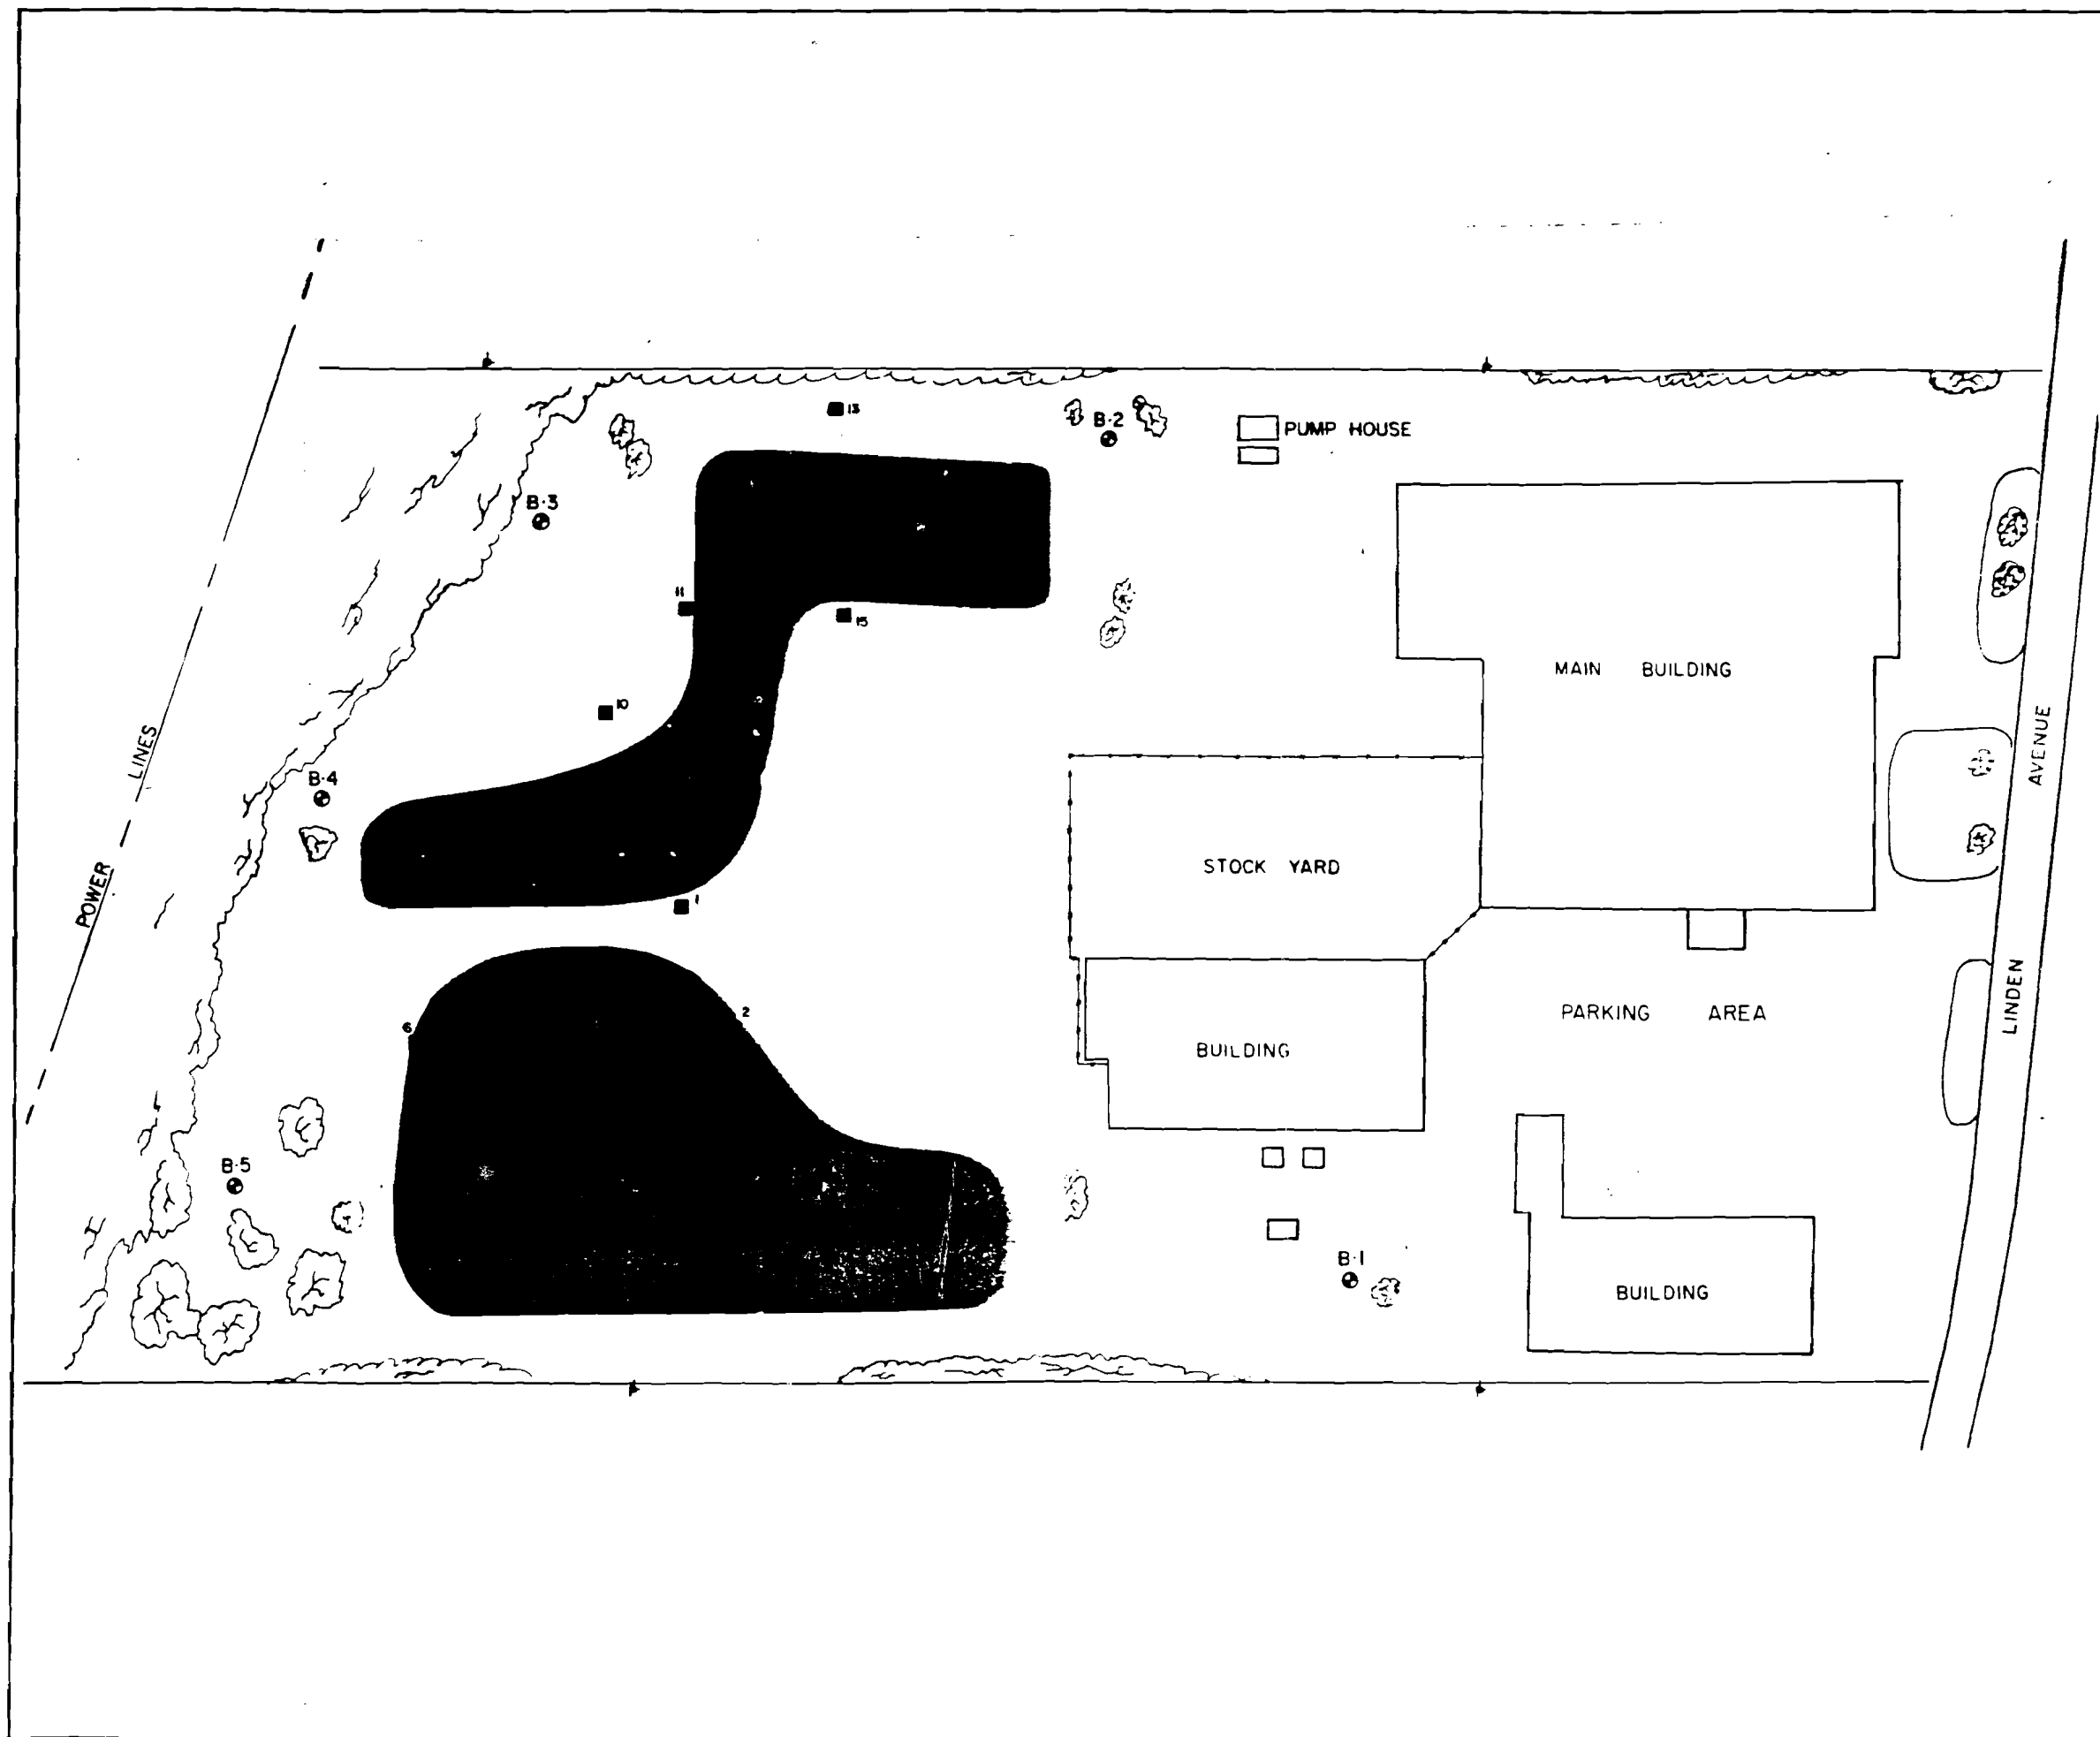 13
B-2
PUMP HOUSE
B-3
11
15
MAIN BUILDING
10
LINDEN AVENUE
POWER LINES
B-4
STOCK YARD
1
2
6
PARKING AREA
BUILDING
B-5
B-1
BUILDING